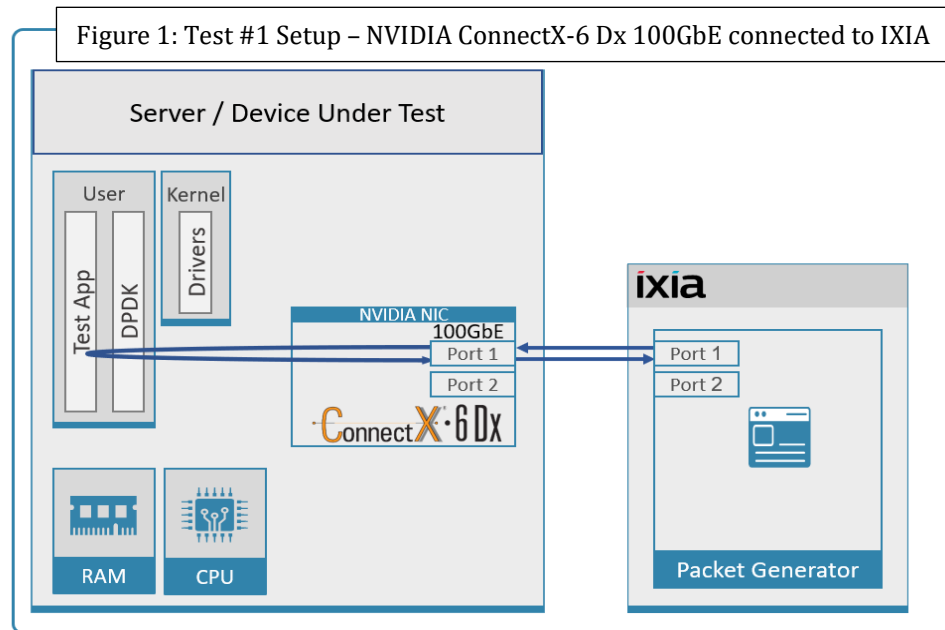 Figure 1: Test #1 Setup – NVIDIA ConnectX-6 Dx 100GbE connected to IXIA
Server / Device Under Test
User
Test App
DPDK
Kernel
Drivers
NVIDIA NIC
100GbE
Port 1
Port 2
ConnectX·6 Dx
RAM
CPU
ixia
Port 1
Port 2
Packet Generator